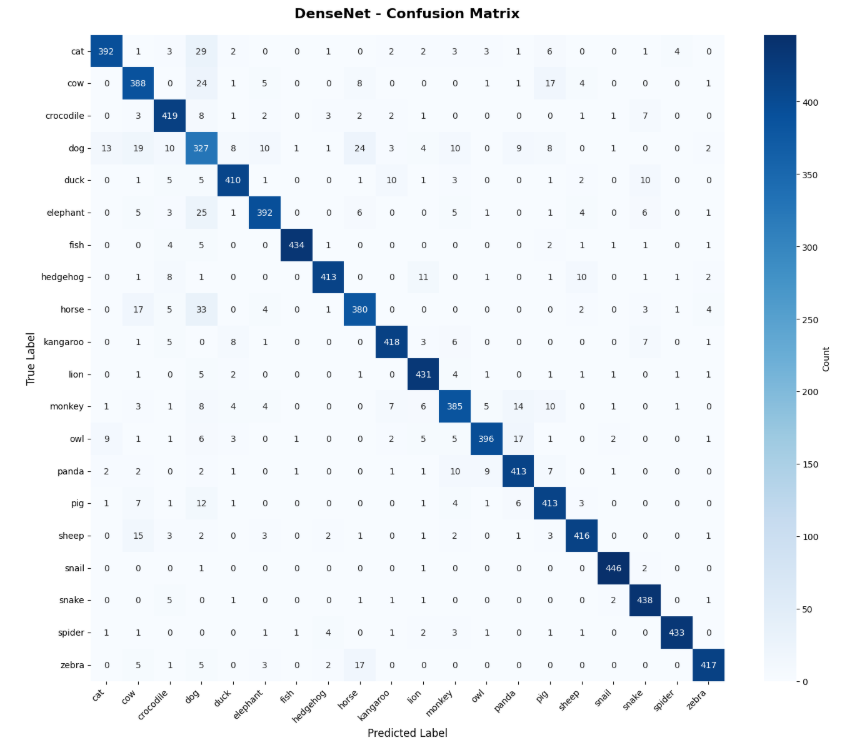 DenseNet - Confusion Matrix
cat 392 1 3 29 2 0 0 1 0 2 2 3 3 1 6 0 0 1 4 0
cow 0 388 0 24 1 5 0 0 8 0 0 0 1 1 17 4 0 0 0 1
crocodile 0 3 419 8 1 2 0 3 2 2 1 0 0 0 0 1 1 7 0 0
dog 13 19 10 327 8 10 1 1 24 3 4 10 0 9 8 0 1 0 0 2
duck 0 1 5 5 410 1 0 0 1 10 1 3 0 0 1 2 0 10 0 0
elephant 0 5 3 25 1 392 0 0 6 0 0 5 1 0 1 4 0 6 0 1
fish 0 0 4 5 0 0 434 1 0 0 0 0 0 0 2 1 1 1 0 1
hedgehog 0 1 8 1 0 0 0 413 0 0 11 0 1 0 1 10 0 1 1 2
horse 0 17 5 33 0 4 0 1 380 0 0 0 0 0 0 2 0 3 1 4
kangaroo 0 1 5 0 8 1 0 0 0 418 3 6 0 0 0 0 0 7 0 1
lion 0 1 0 5 2 0 0 0 1 0 431 4 1 0 1 1 1 0 1 1
monkey 1 3 1 8 4 4 0 0 0 7 6 385 5 14 10 0 1 0 1 0
owl 9 1 1 6 3 0 1 0 0 2 5 5 396 17 1 0 2 0 0 1
panda 2 2 0 2 1 0 1 0 0 1 1 10 9 413 7 0 1 0 0 0
pig 1 7 1 12 1 0 0 0 0 0 1 4 1 6 413 3 0 0 0 0
sheep 0 15 3 2 0 3 0 2 1 0 1 2 0 1 3 416 0 0 0 1
snail 0 0 0 1 0 0 0 0 0 0 1 0 0 0 0 0 446 2 0 0
snake 0 0 5 0 1 0 0 0 1 1 1 0 0 0 0 0 2 438 0 1
spider 1 1 0 0 0 1 1 4 0 1 2 3 1 0 1 1 0 0 433 0
zebra 0 5 1 5 0 3 0 2 17 0 0 0 0 0 0 0 0 0 0 417
cat cow crocodile dog duck elephant fish hedgehog horse kangaroo lion monkey owl panda pig sheep snail snake spider zebra
Predicted Label
True Label
400
350
300
250
200
150
100
50
0
Count